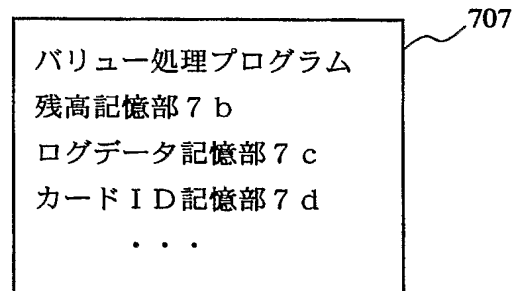 707
バリュー処理プログラム
残高記憶部７ｂ
ログデータ記憶部７ｃ
カードＩＤ記憶部７ｄ
・・・